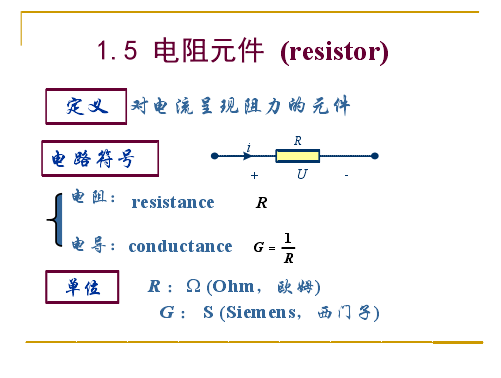 1.5 电阻元件 (resistor)
定义 对电流呈现阻力的元件
电路符号
i R
+ U -
电阻： resistance R
电导：conductance G = 1/R
单位 R： Ω (Ohm，欧姆)
G： S (Siemens，西门子)